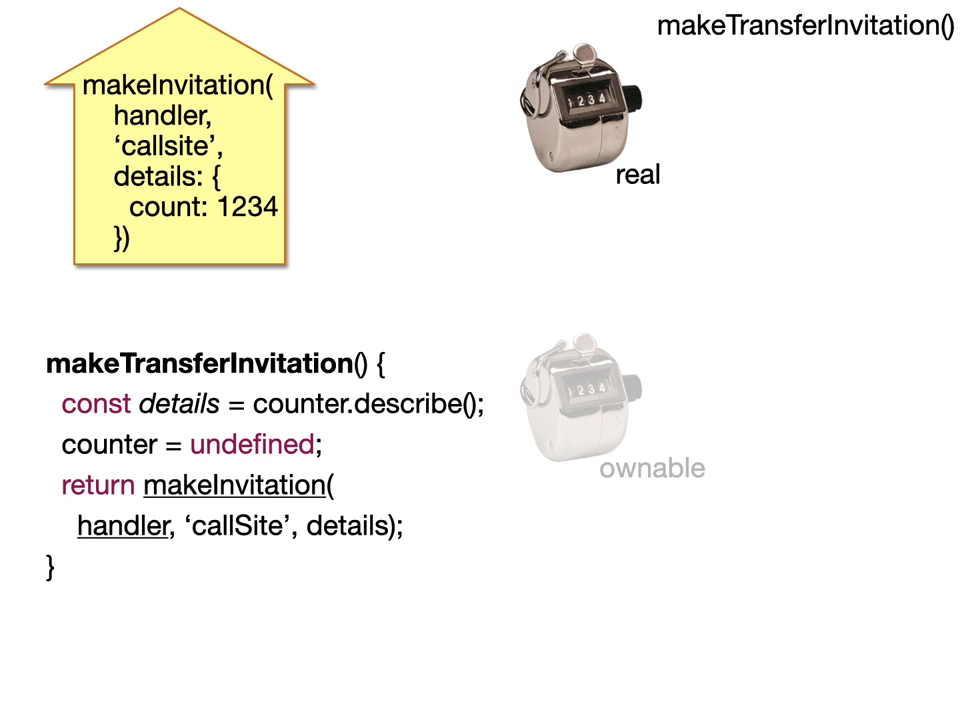 makeTransferInvitation()
makeInvitation(
handler,
‘callsite’,
details: {
count: 1234
})
1234
real
makeTransferInvitation() {
const details = counter.describe();
counter = undefined;
return makeInvitation(
handler, ‘callSite’, details);
}
1234
ownable